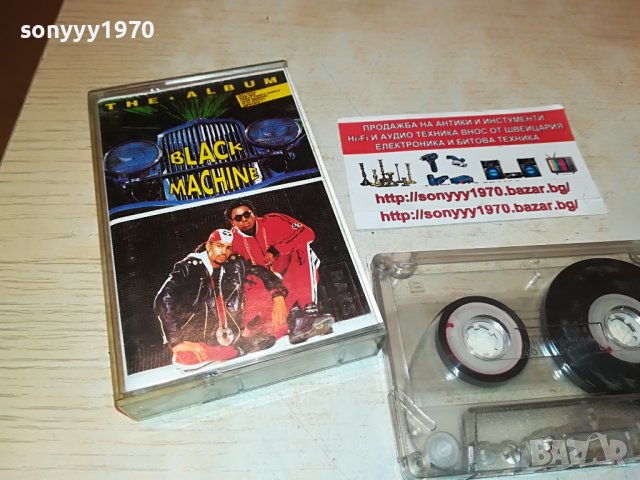 sonyyy1970
THE ALBUM
BLACK
MACHINE
ПРОДАЖБА НА АНТИКИ И ИНСТУМЕНТИ
Hi-Fi И АУДИО ТЕХНИКА ВНОС ОТ ШВЕЙЦАРИЯ
ЕЛЕКТРОНИКА И БИТОВА ТЕХНИКА
http://sonyyy1970.bazar.bg/
http://sonyyy1970.bazar.bg/
BAZAR
sonyyy1970